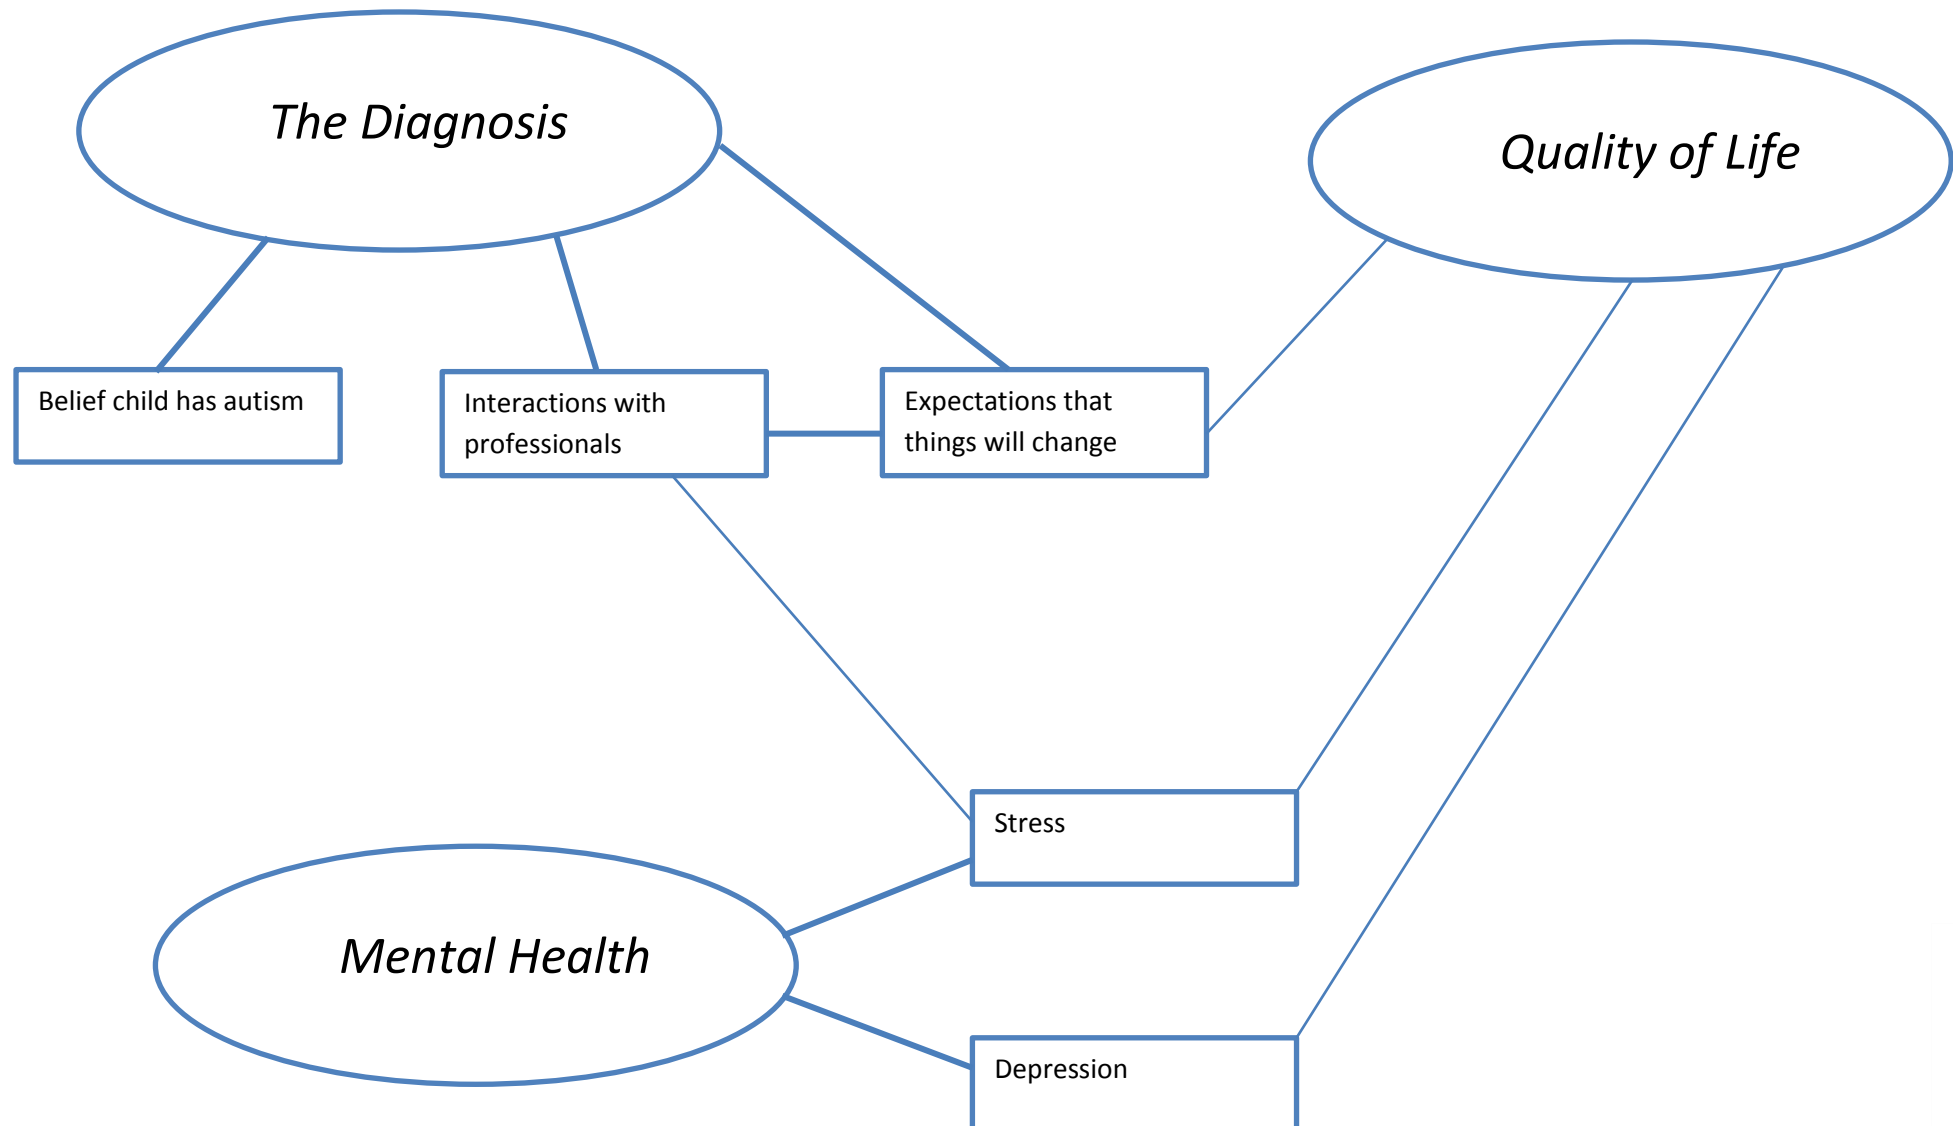 The Diagnosis
Quality of Life
Belief child has autism
Interactions with
professionals
Expectations that
things will change
Stress
Mental Health
Depression